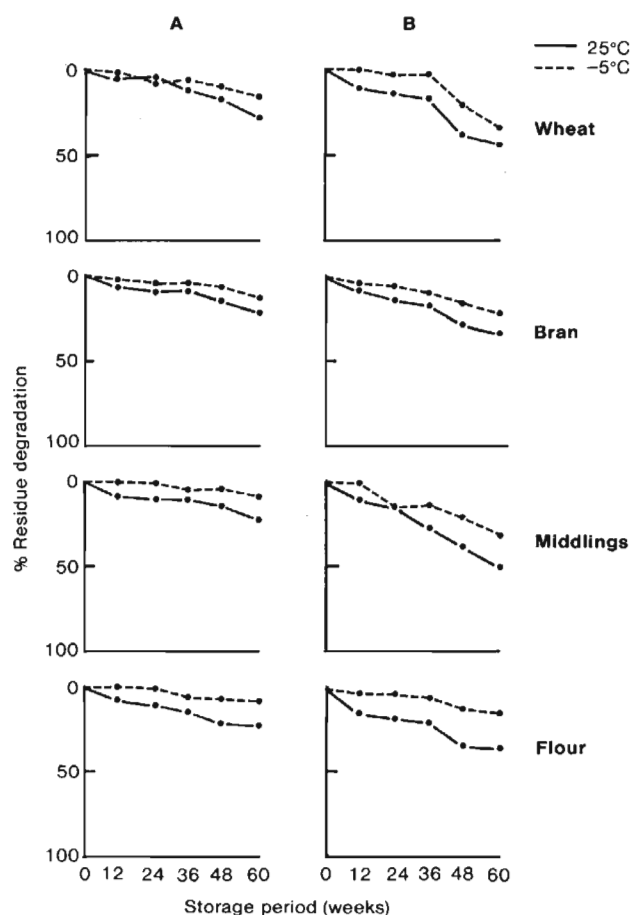 A
B
25°C
–5°C
0
50
100
Wheat
0
50
100
Bran
% Residue degradation
0
50
100
Middlings
0
50
100
Flour
0 12 24 36 48 60
0 12 24 36 48 60
Storage period (weeks)